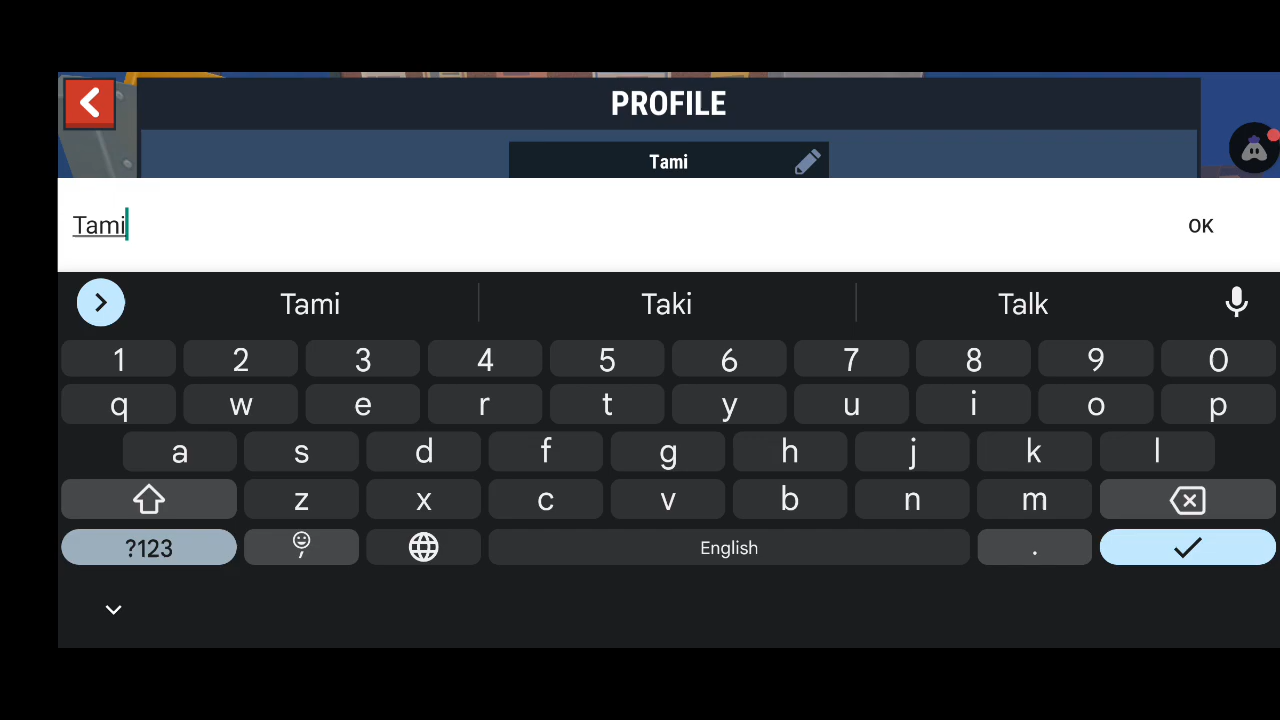 PROFILE
Tami
Tami
OK
Tami Taki Talk
1 2 3 4 5 6 7 8 9 0
q w e r t y u i o p
a s d f g h j k l
z x c v b n m
?123 , English .